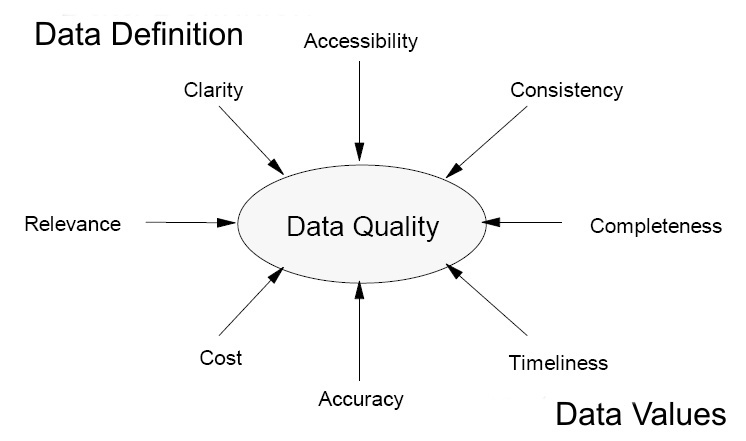 Data Definition
Accessibility
Clarity
Consistency
Relevance
Data Quality
Completeness
Cost
Timeliness
Accuracy
Data Values